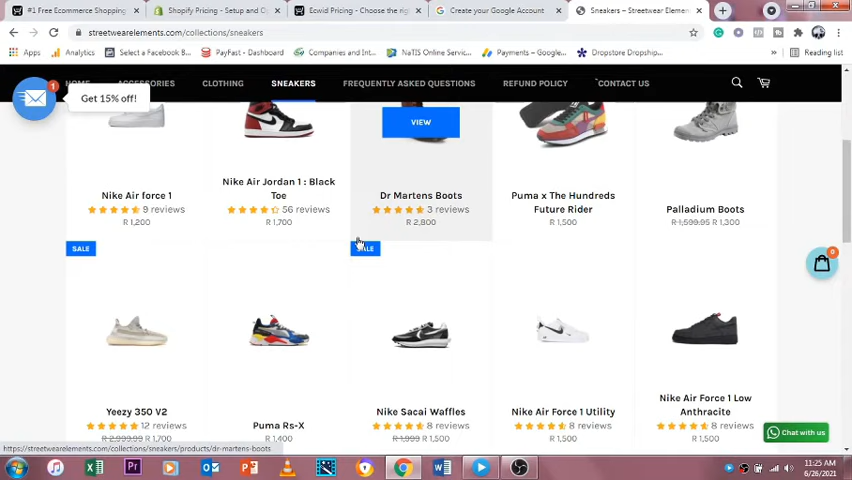 #1 Free Ecommerce Shopping
Shopify Pricing - Setup and O
Ecwid Pricing - Choose the rig
Create your Google Account
Sneakers – Streetwear Elemen
streetwearelements.com/collections/sneakers
Apps
Analytics
Select a Facebook B...
PayFast - Dashboard
Companies and Int...
NaTIS Online Servic...
Payments – Googl...
Dropstore Dropship...
Reading list
HOME
ACCESSORIES
CLOTHING
SNEAKERS
FREQUENTLY ASKED QUESTIONS
REFUND POLICY
`CONTACT US
1
Get 15% off!
VIEW
Nike Air force 1
9 reviews
R 1,200
Nike Air Jordan 1 : Black
Toe
56 reviews
R 1,700
Dr Martens Boots
3 reviews
R 2,800
Puma x The Hundreds
Future Rider
R 1,500
Palladium Boots
R 1,599.95 R 1,300
SALE
SALE
0
Yeezy 350 V2
12 reviews
R 2,999.99 R 1,700
Puma Rs-X
R 1,400
Nike Sacai Waffles
8 reviews
R 1,999 R 1,500
Nike Air Force 1 Utility
8 reviews
R 1,500
Nike Air Force 1 Low
Anthracite
8 reviews
R 1,500
Chat with us
https://streetwearelements.com/collections/sneakers/products/dr-martens-boots
11:25 AM
6/26/2021